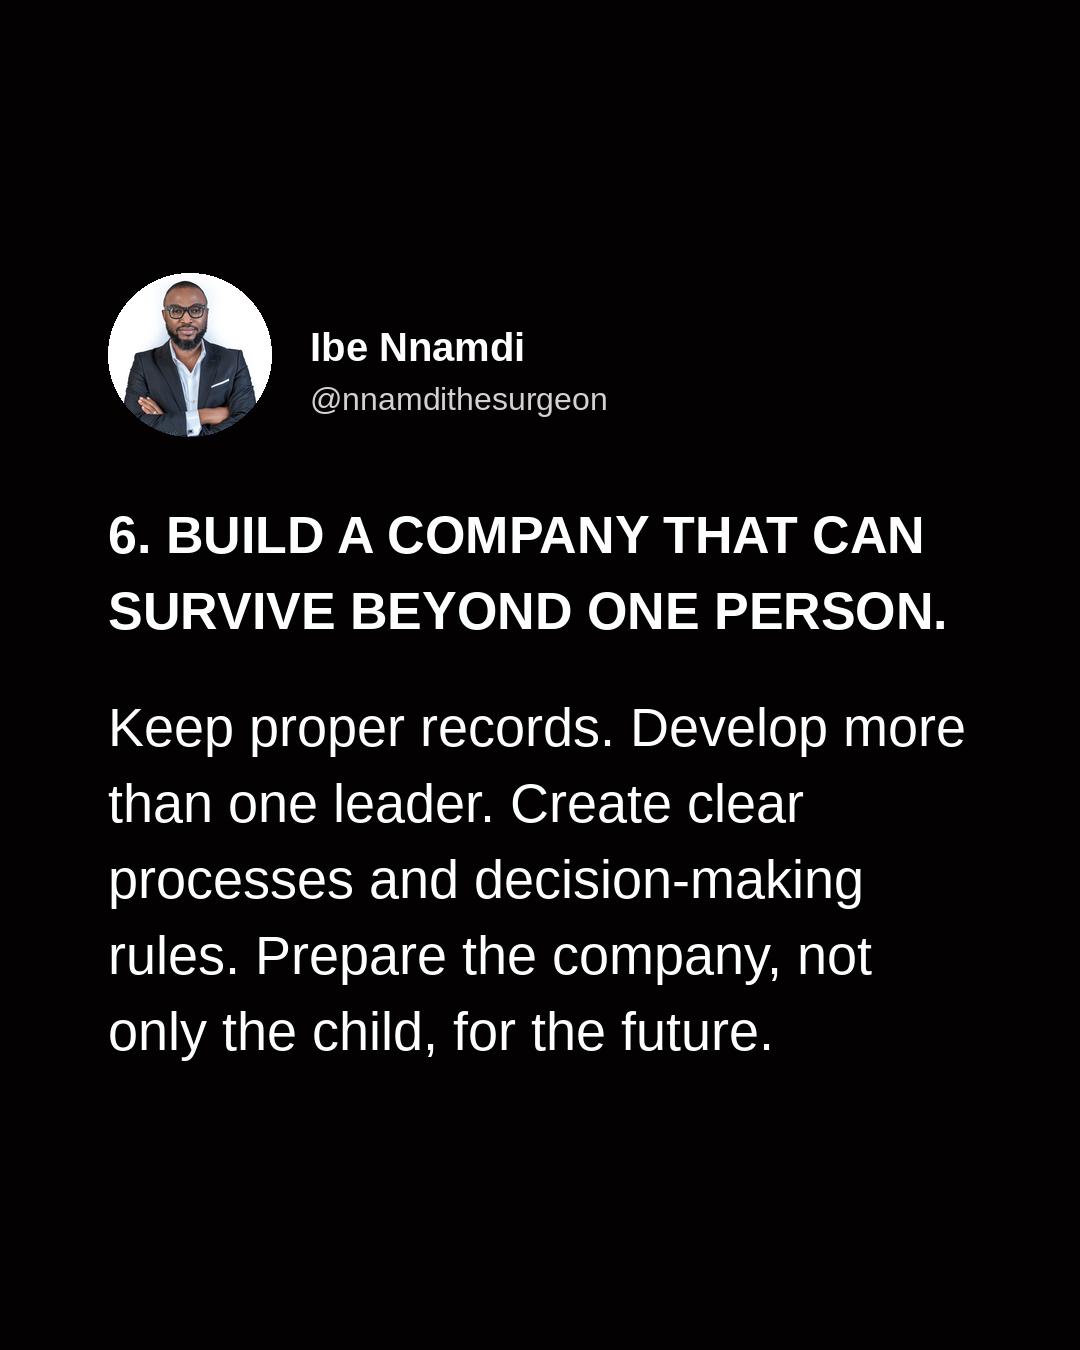 Ibe Nnamdi
@nnamdithesurgeon
6. BUILD A COMPANY THAT CAN
SURVIVE BEYOND ONE PERSON.
Keep proper records. Develop more
than one leader. Create clear
processes and decision-making
rules. Prepare the company, not
only the child, for the future.